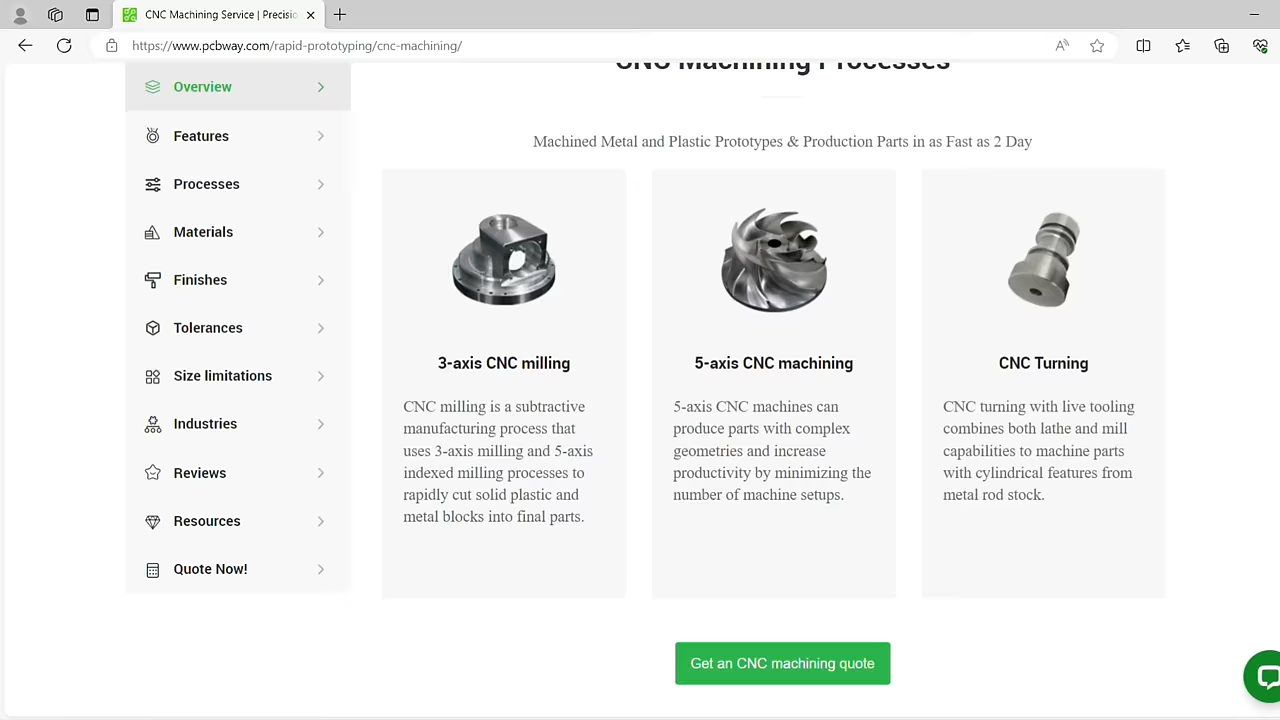 CNC Machining Service | Precisio
https://www.pcbway.com/rapid-prototyping/cnc-machining/
Overview
Features
Processes
Materials
Finishes
Tolerances
Size limitations
Industries
Reviews
Resources
Quote Now!
CNC Machining Processes
Machined Metal and Plastic Prototypes & Production Parts in as Fast as 2 Day
3-axis CNC milling
CNC milling is a subtractive
manufacturing process that
uses 3-axis milling and 5-axis
indexed milling processes to
rapidly cut solid plastic and
metal blocks into final parts.
5-axis CNC machining
5-axis CNC machines can
produce parts with complex
geometries and increase
productivity by minimizing the
number of machine setups.
CNC Turning
CNC turning with live tooling
combines both lathe and mill
capabilities to machine parts
with cylindrical features from
metal rod stock.
Get an CNC machining quote